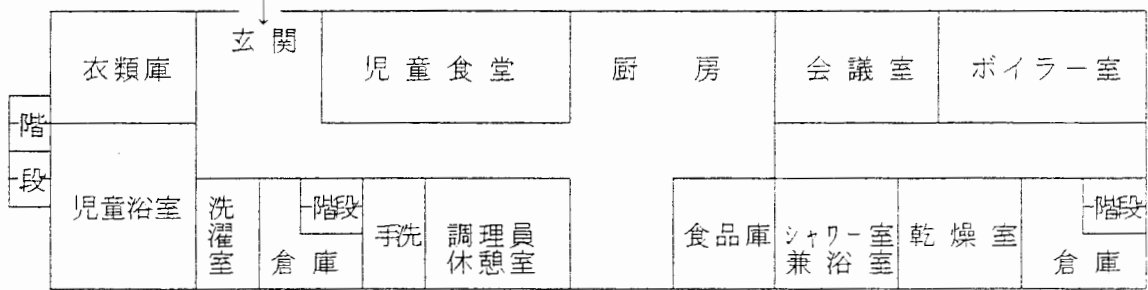 玄関
衣類庫
児童食堂
厨房
会議室
ボイラー室
階段
児童浴室
洗濯室
階段
倉庫
手洗
調理員
休憩室
食品庫
シャワー室
兼浴室
乾燥室
階段
倉庫